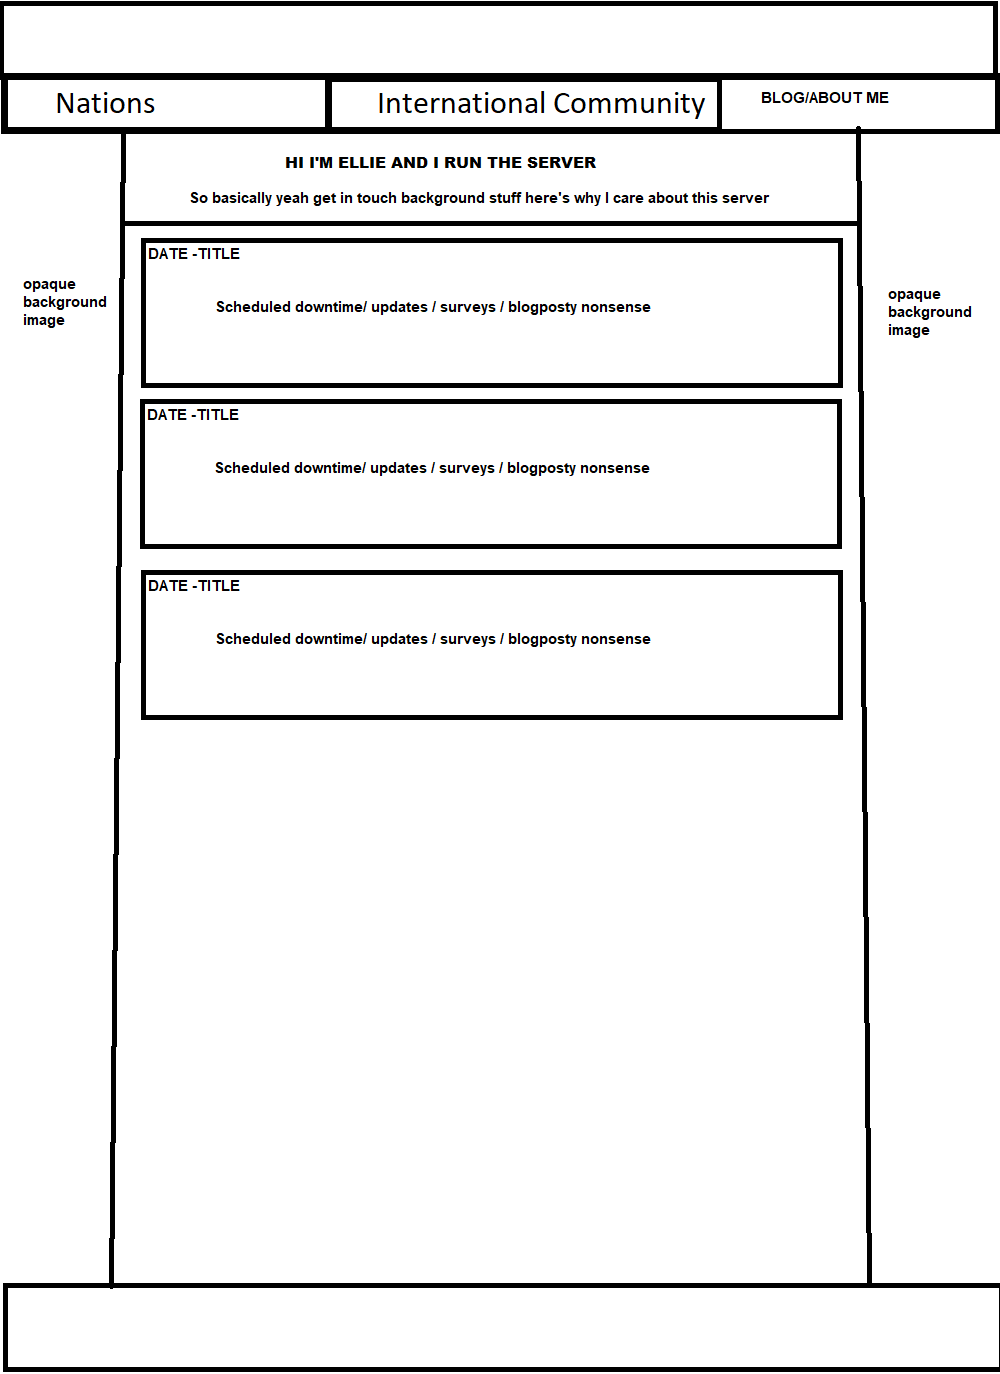 Nations
International Community
BLOG/ABOUT ME
HI I'M ELLIE AND I RUN THE SERVER
So basically yeah get in touch background stuff here's why I care about this server
DATE -TITLE
Scheduled downtime/ updates / surveys / blogposty nonsense
opaque
background
image
opaque
background
image
DATE -TITLE
Scheduled downtime/ updates / surveys / blogposty nonsense
DATE -TITLE
Scheduled downtime/ updates / surveys / blogposty nonsense